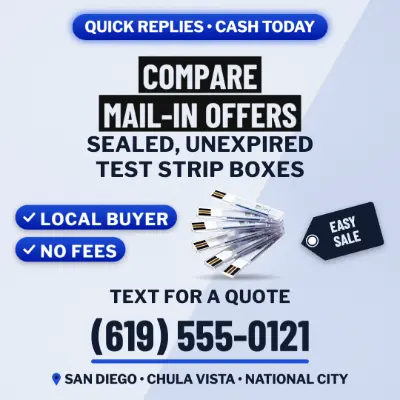 QUICK REPLIES • CASH TODAY
COMPARE
MAIL-IN OFFERS
SEALED, UNEXPIRED
TEST STRIP BOXES
LOCAL BUYER
NO FEES
EASY
SALE
TEXT FOR A QUOTE
(619) 555-0121
SAN DIEGO • CHULA VISTA • NATIONAL CITY